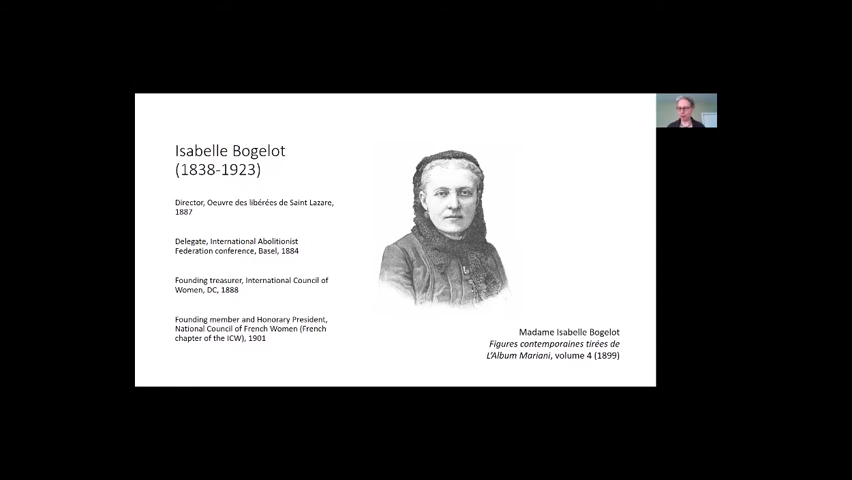 Isabelle Bogelot
(1838-1923)
Director, Oeuvre des libérées de Saint Lazare,
1887
Delegate, International Abolitionist
Federation conference, Basel, 1884
Founding treasurer, International Council of
Women, DC, 1888
Founding member and Honorary President,
National Council of French Women (French
chapter of the ICW), 1901
Madame Isabelle Bogelot
Figures contemporaines tirées de
L'Album Mariani, volume 4 (1899)